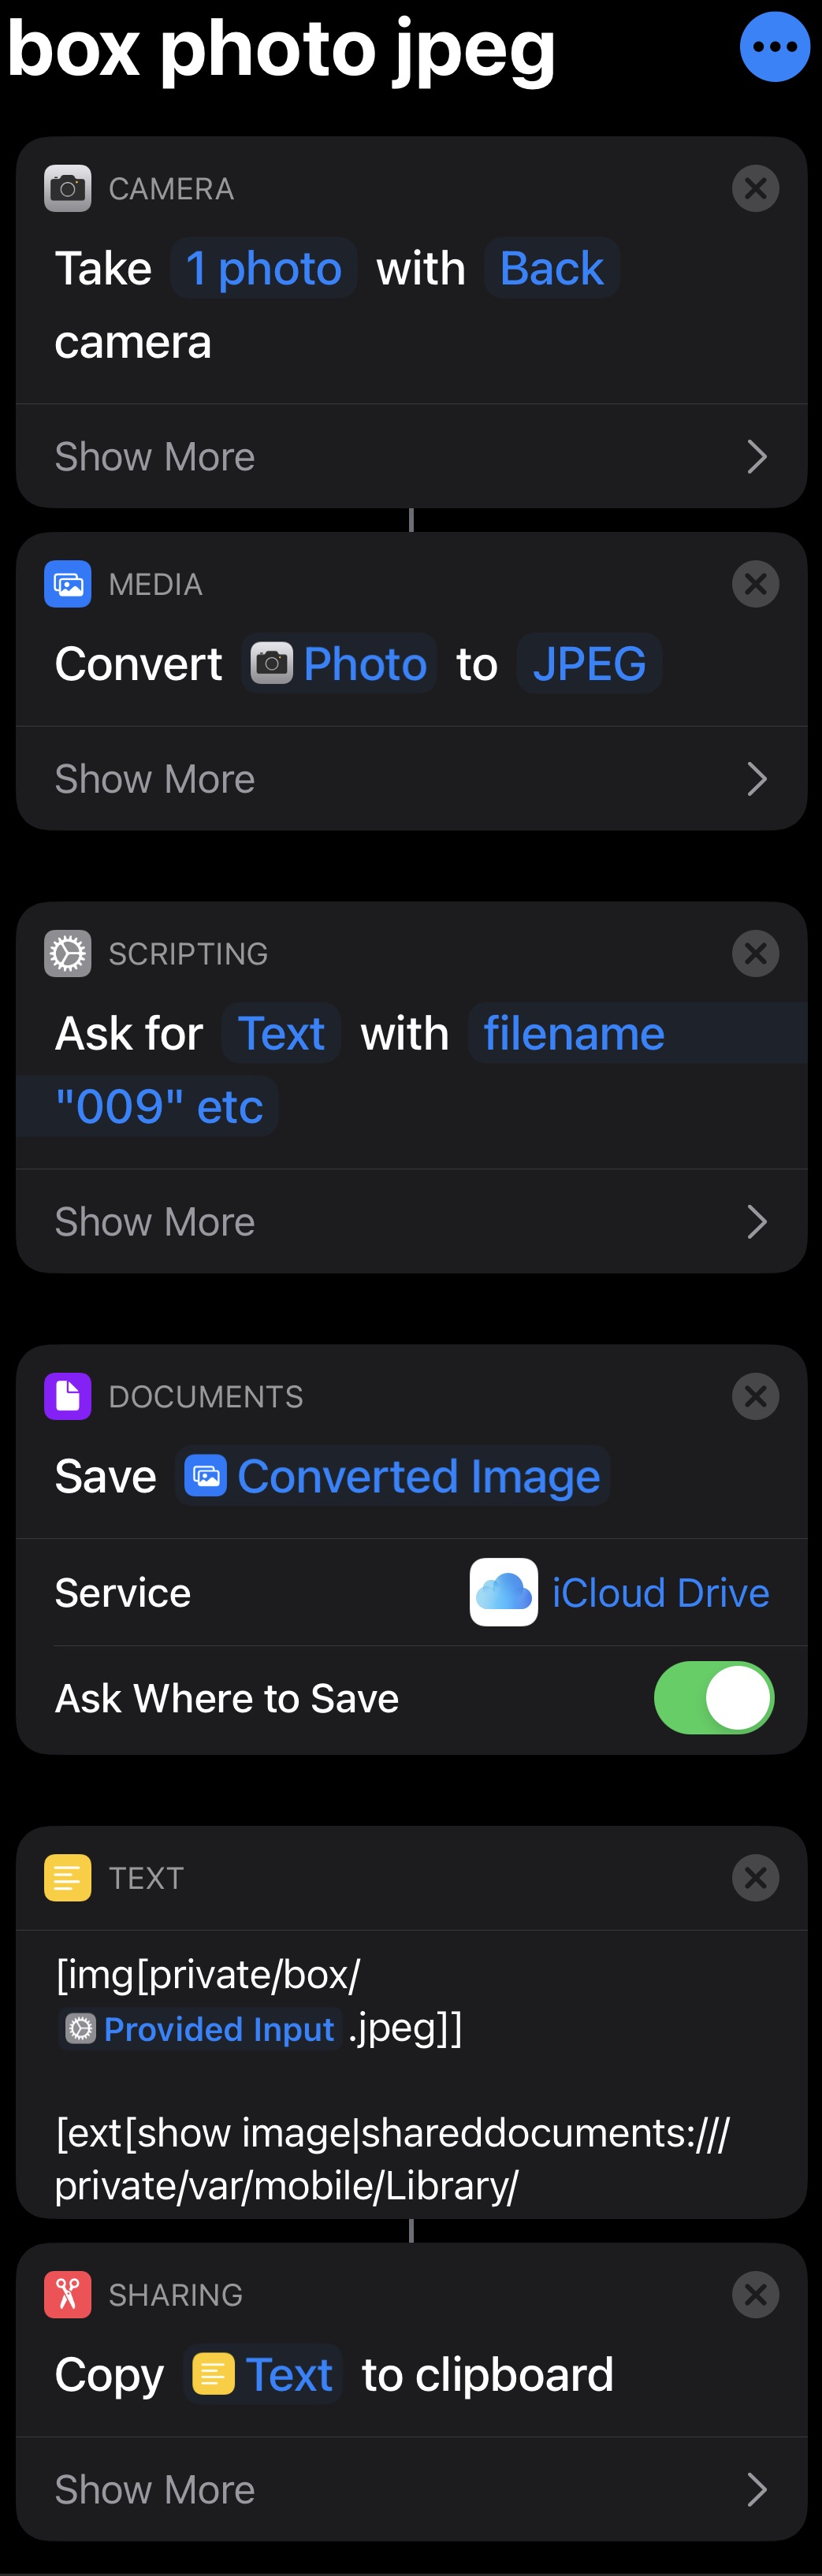 box photo jpeg
CAMERA
Take 1 photo with Back
camera
Show More
MEDIA
Convert Photo to JPEG
Show More
SCRIPTING
Ask for Text with filename
"009" etc
Show More
DOCUMENTS
Save Converted Image
Service iCloud Drive
Ask Where to Save
TEXT
[img[private/box/
Provided Input .jpeg]]
[ext[show image|shareddocuments:///
private/var/mobile/Library/
SHARING
Copy Text to clipboard
Show More